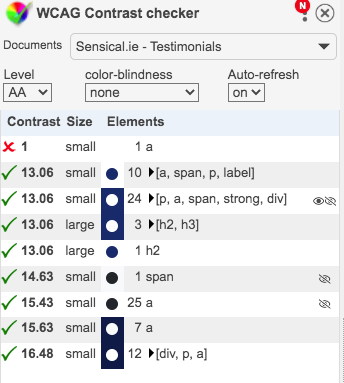 WCAG Contrast checker
N
Documents Sensical.ie - Testimonials
Level color-blindness Auto-refresh
AA none on
Contrast Size Elements
1 small 1 a
13.06 small 10 [a, span, p, label]
13.06 small 24 [p, a, span, strong, div]
13.06 large 3 [h2, h3]
13.06 large 1 h2
14.63 small 1 span
15.43 small 25 a
15.63 small 7 a
16.48 small 12 [div, p, a]